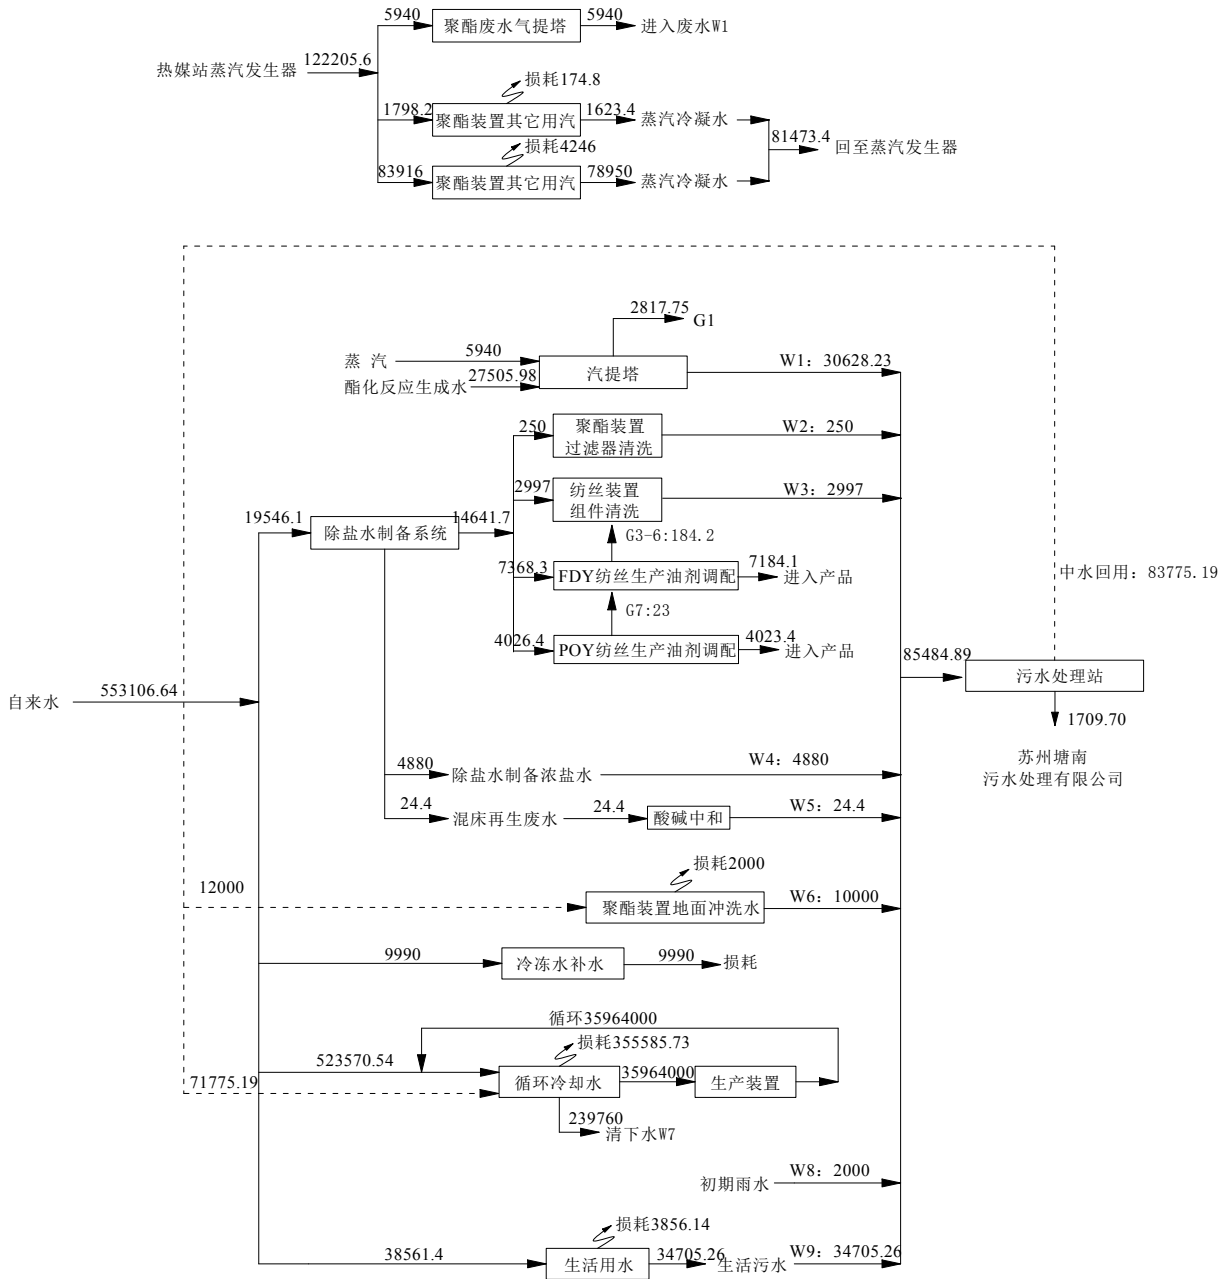 5940
聚酯废水气提塔
5940
进入废水W1
热媒站蒸汽发生器
122205.6
损耗174.8
1798.2
聚酯装置其它用汽
1623.4
蒸汽冷凝水
81473.4
回至蒸汽发生器
损耗4246
83916
聚酯装置其它用汽
78950
蒸汽冷凝水
2817.75
G1
蒸 汽
5940
汽提塔
W1：30628.23
酯化反应生成水
27505.98
250
聚酯装置
过滤器清洗
W2：250
2997
纺丝装置
组件清洗
W3：2997
19546.1
除盐水制备系统
14641.7
G3-6:184.2
7368.3
FDY纺丝生产油剂调配
7184.1
进入产品
中水回用：83775.19
G7:23
4026.4
POY纺丝生产油剂调配
4023.4
进入产品
85484.89
污水处理站
自来水
553106.64
1709.70
苏州塘南
污水处理有限公司
4880
除盐水制备浓盐水
W4：4880
24.4
混床再生废水
24.4
酸碱中和
W5：24.4
损耗2000
12000
聚酯装置地面冲洗水
W6：10000
9990
冷冻水补水
9990
损耗
循环35964000
损耗355585.73
523570.54
71775.19
循环冷却水
35964000
生产装置
239760
清下水W7
初期雨水
W8：2000
损耗3856.14
38561.4
生活用水
34705.26
生活污水
W9：34705.26